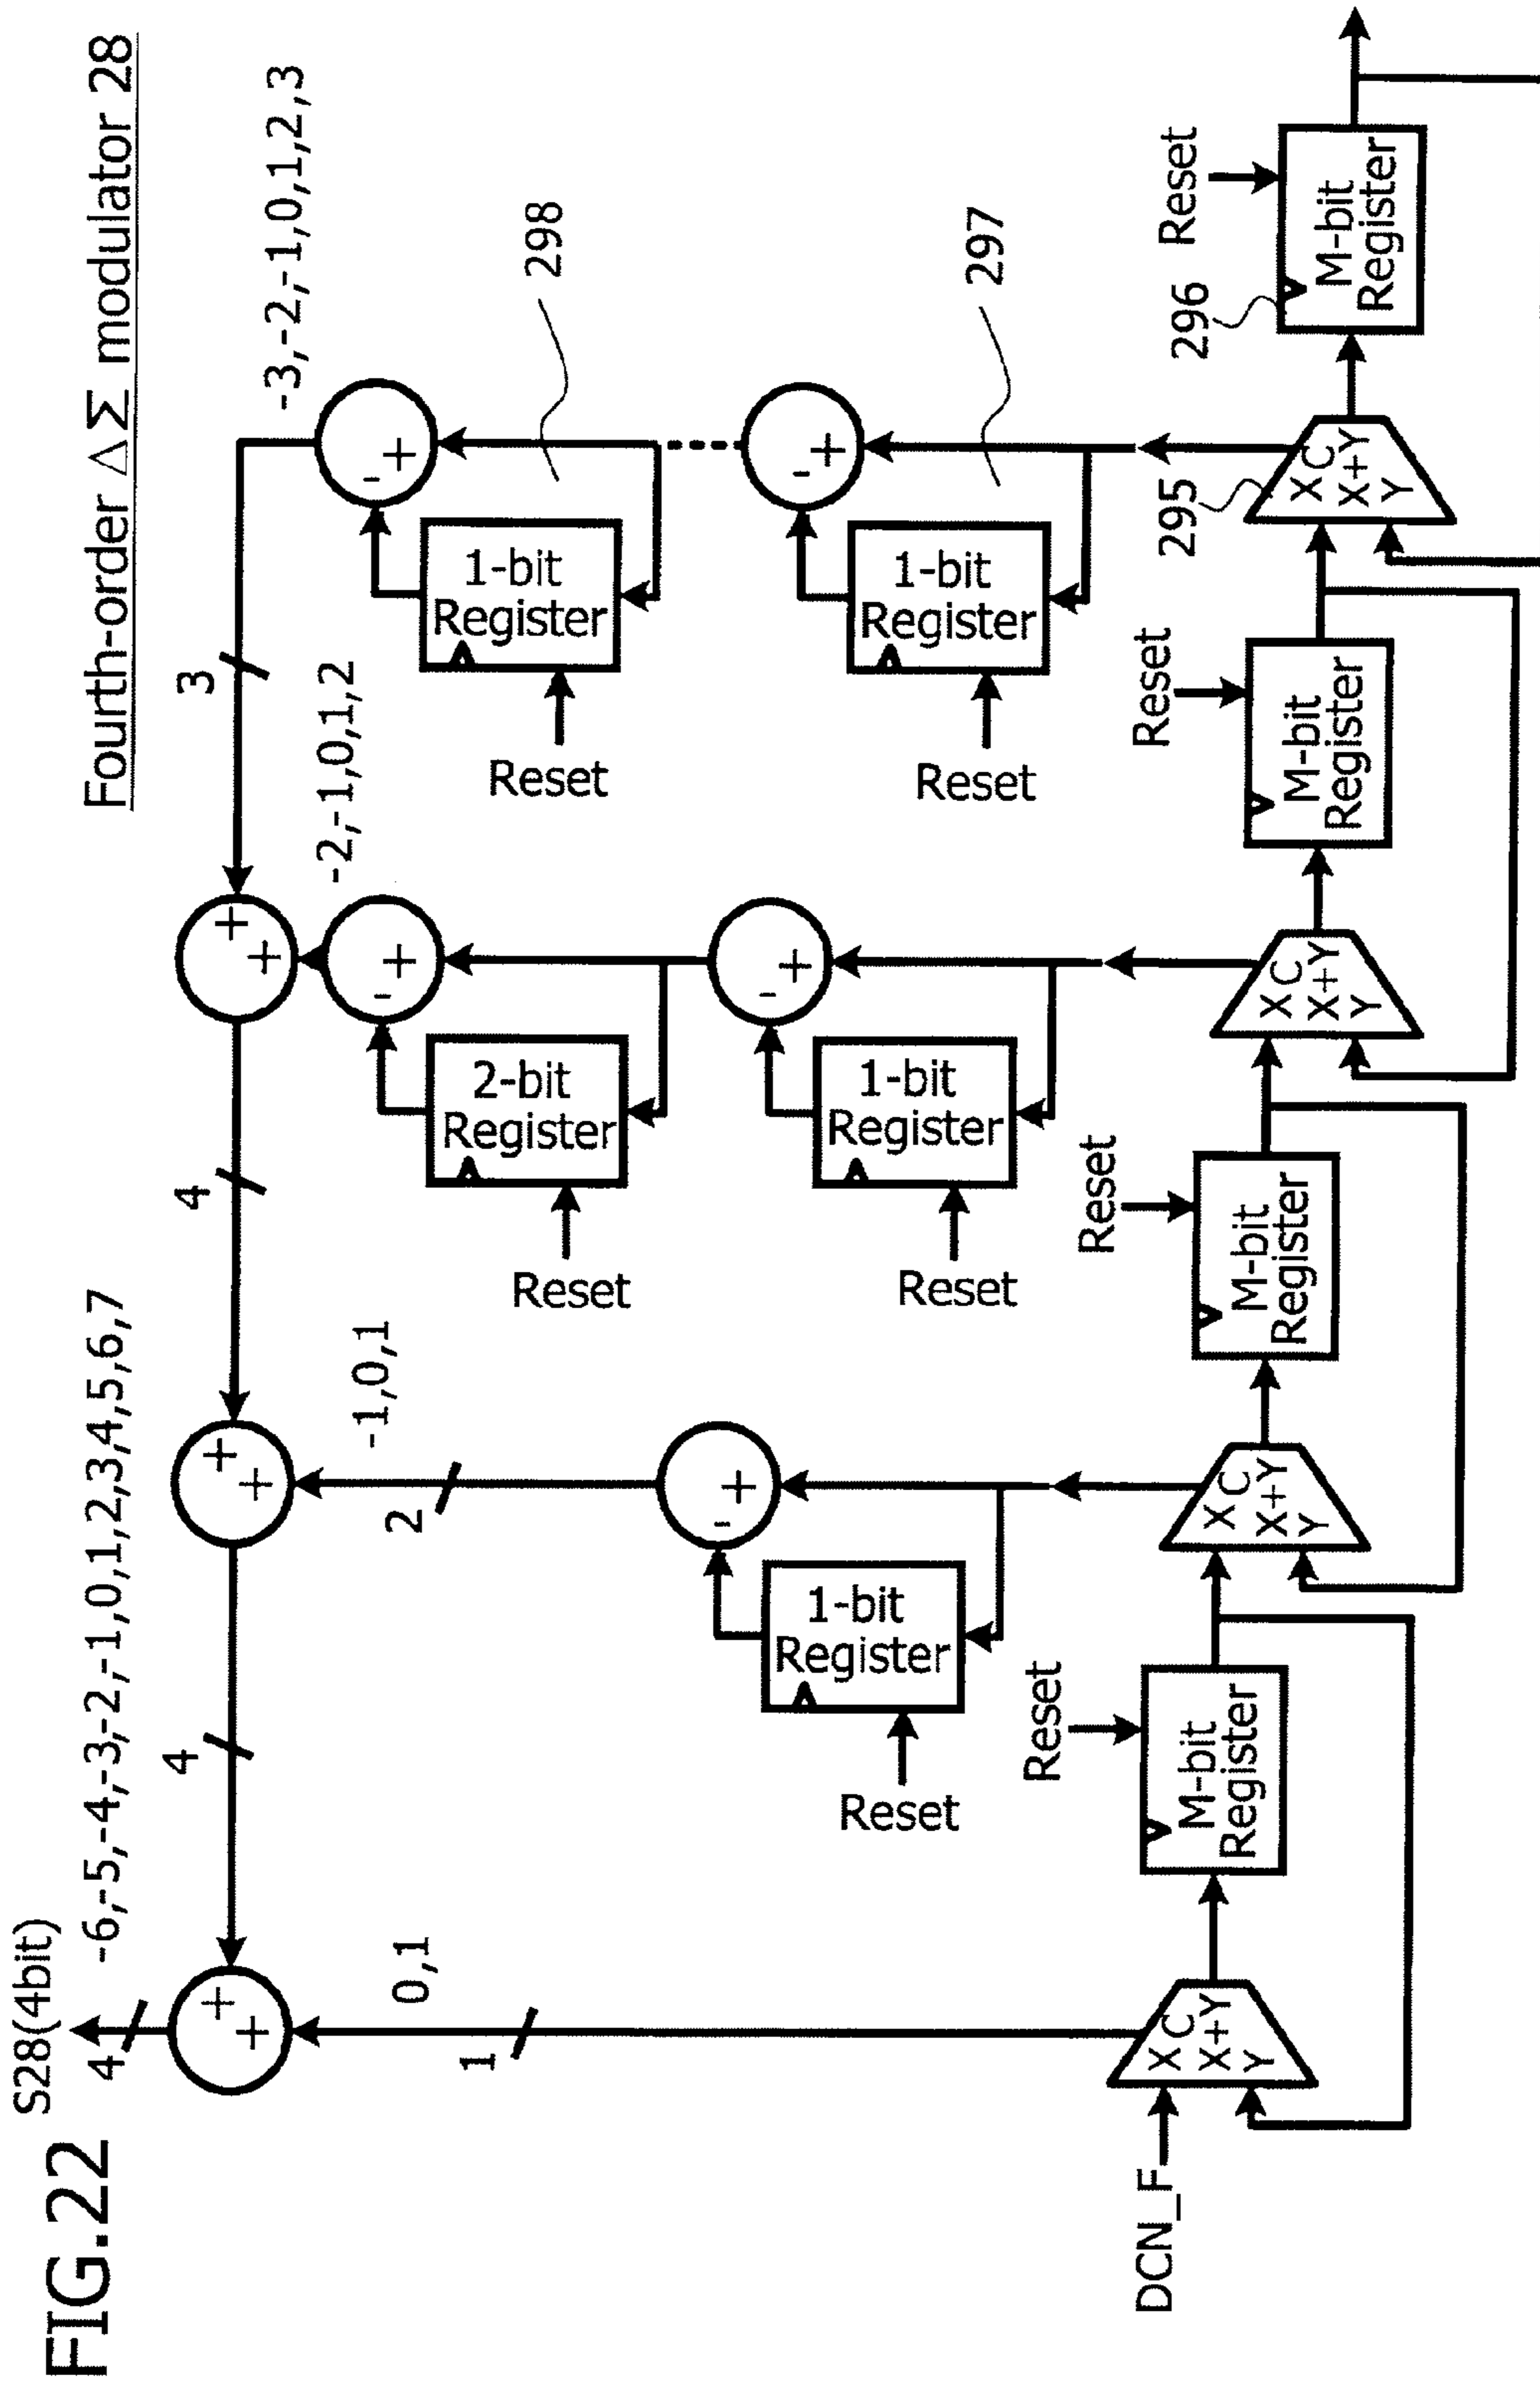 FIG.22
Fourth-order ΔΣ modulator 28
S28(4bit)
4
-6,-5,-4,-3,-2,-1,0,1,2,3,4,5,6,7
4
4
3
+
+
+
+
+
+
0,1
-1,0,1
-2,-1,0,1,2
-3,-2,-1,0,1,2,3
1
2
-
+
-
+
2-bit
Register
1-bit
Register
298
Reset
Reset
-
+
-
+
-
+
1-bit
Register
1-bit
Register
1-bit
Register
297
Reset
Reset
Reset
DCN_F
X
C
X+Y
Y
Reset
M-bit
Register
X
C
X+Y
Y
Reset
M-bit
Register
X
C
X+Y
Y
Reset
M-bit
Register
295
X
C
X+Y
Y
296
Reset
M-bit
Register